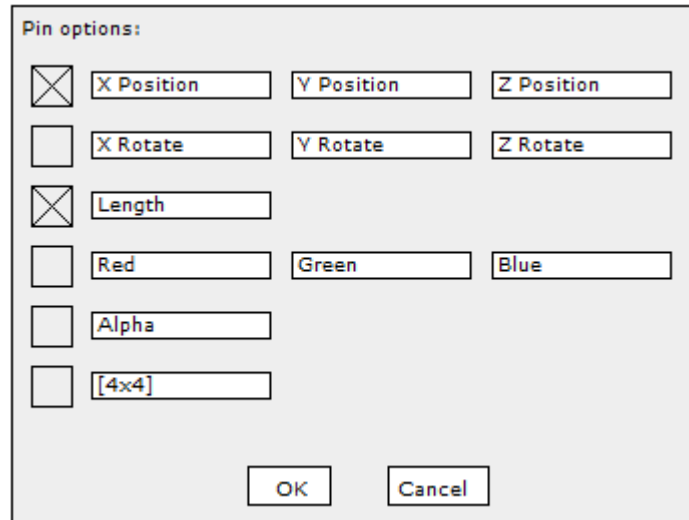 Pin options:
X Position Y Position Z Position
X Rotate Y Rotate Z Rotate
Length
Red Green Blue
Alpha
[4x4]
OK Cancel